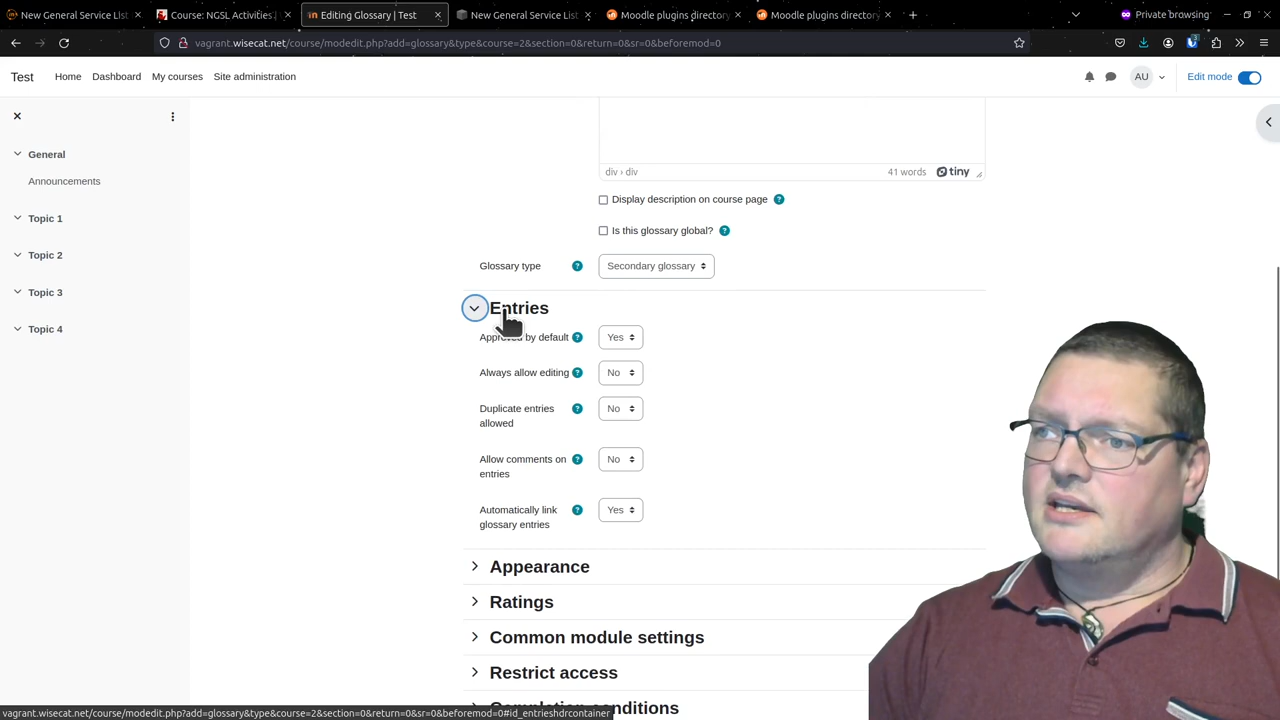 New General Service List
Course: NGSL Activities
Editing Glossary | Test
New General Service List
Moodle plugins directory
Moodle plugins directory
Private browsing
vagrant.wisecat.net/course/modedit.php?add=glossary&type&course=2&section=0&return=0&sr=0&beforemod=0
Test Home Dashboard My courses Site administration AU Edit mode
General
Announcements
Topic 1
Topic 2
Topic 3
Topic 4
div › div 41 words tiny
Display description on course page ?
Is this glossary global? ?
Glossary type ? Secondary glossary
Entries
Approved by default ? Yes
Always allow editing ? No
Duplicate entries
allowed ? No
Allow comments on
entries ? No
Automatically link
glossary entries ? Yes
Appearance
Ratings
Common module settings
Restrict access
Completion conditions
vagrant.wisecat.net/course/modedit.php?add=glossary&type&course=2&section=0&return=0&sr=0&beforemod=0#id_entrieshdrcontainer